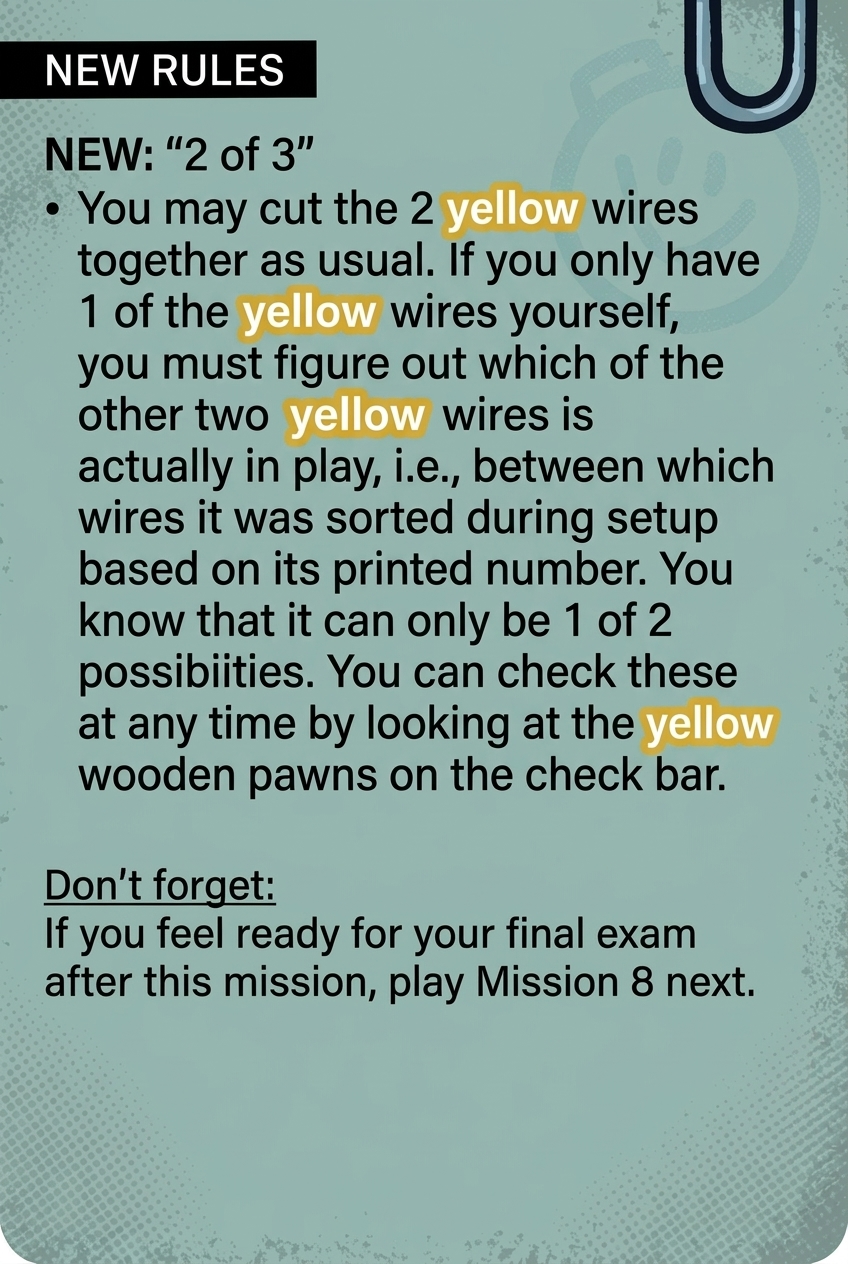 NEW RULES
NEW: “2 of 3”
• You may cut the 2 yellow wires
together as usual. If you only have
1 of the yellow wires yourself,
you must figure out which of the
other two yellow wires is
actually in play, i.e., between which
wires it was sorted during setup
based on its printed number. You
know that it can only be 1 of 2
possibiities. You can check these
at any time by looking at the yellow
wooden pawns on the check bar.
Don’t forget:
If you feel ready for your final exam
after this mission, play Mission 8 next.